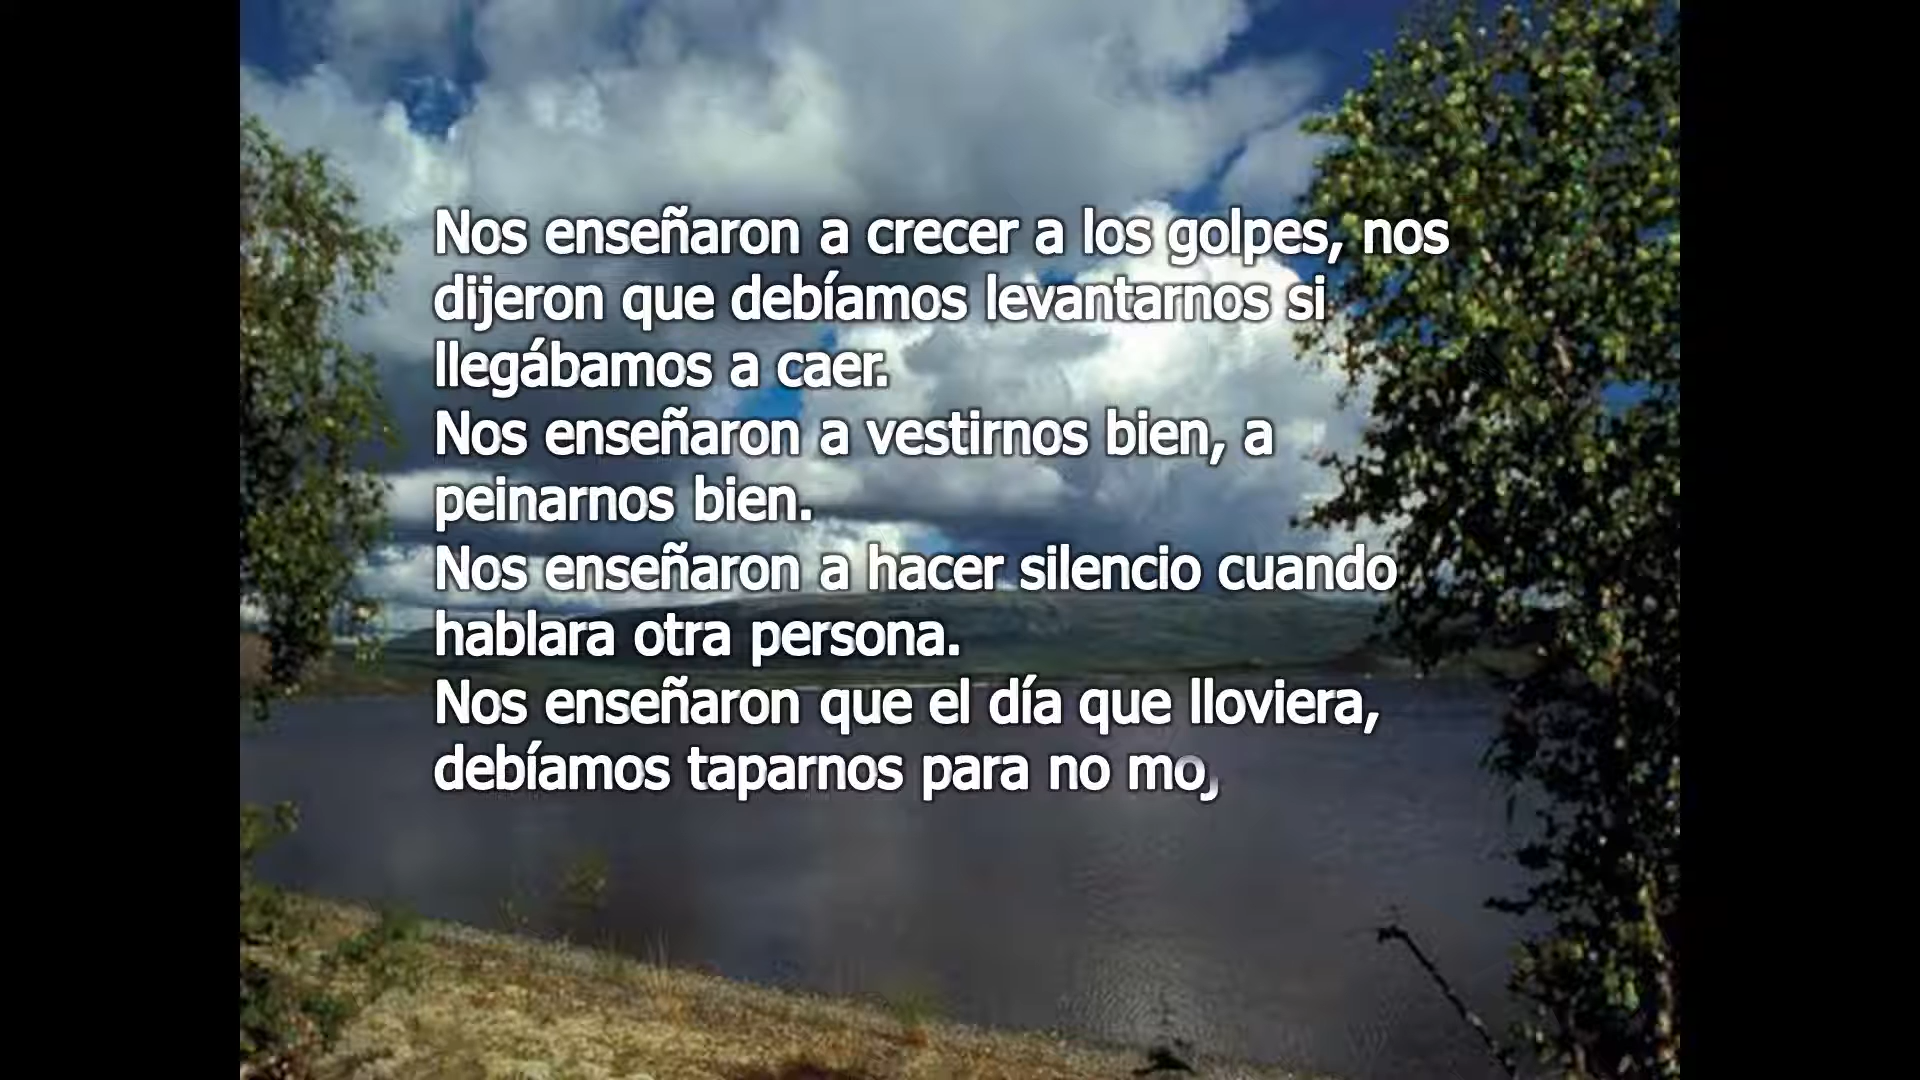 Nos enseñaron a crecer a los golpes, nos
dijeron que debíamos levantarnos si
llegábamos a caer.
Nos enseñaron a vestirnos bien, a
peinarnos bien.
Nos enseñaron a hacer silencio cuando
hablara otra persona.
Nos enseñaron que el día que lloviera,
debíamos taparnos para no